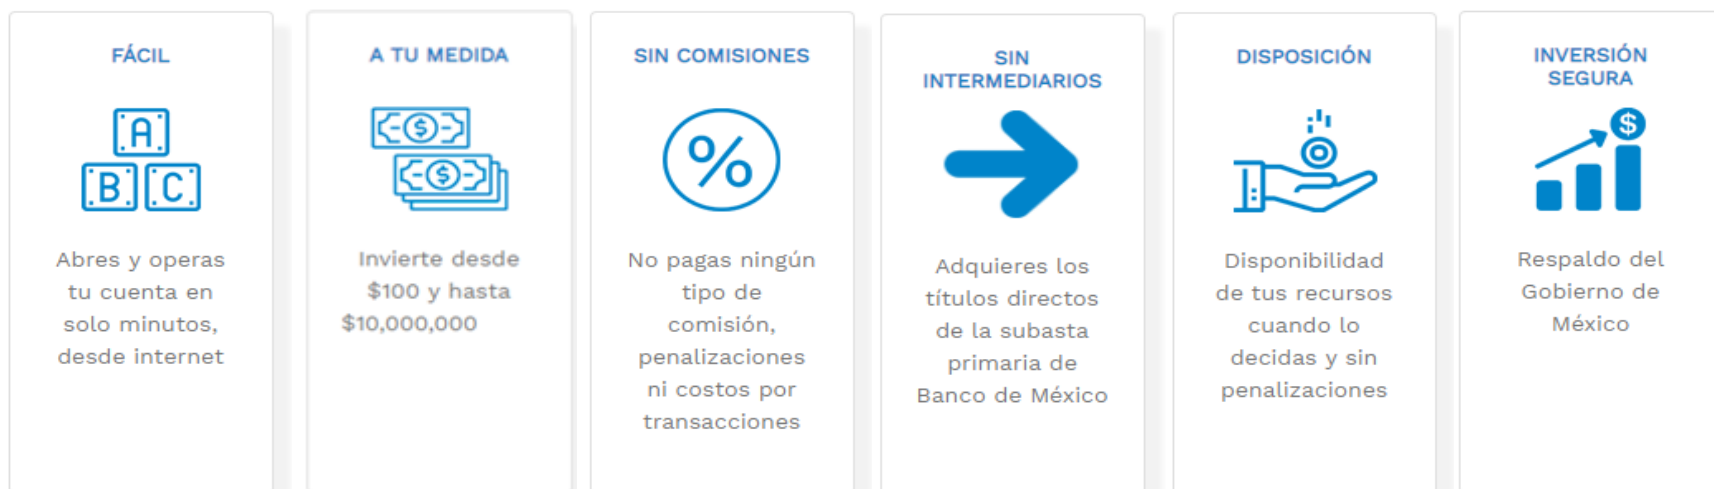 FÁCIL
A
B C
Abres y operas
tu cuenta en
solo minutos,
desde internet
A TU MEDIDA
$
$
Invierte desde
$100 y hasta
$10,000,000
SIN COMISIONES
%
No pagas ningún
tipo de
comisión,
penalizaciones
ni costos por
transacciones
SIN
INTERMEDIARIOS
Adquieres los
títulos directos
de la subasta
primaria de
Banco de México
DISPOSICIÓN
Disponibilidad
de tus recursos
cuando lo
decidas y sin
penalizaciones
INVERSIÓN
SEGURA
$
Respaldo del
Gobierno de
México